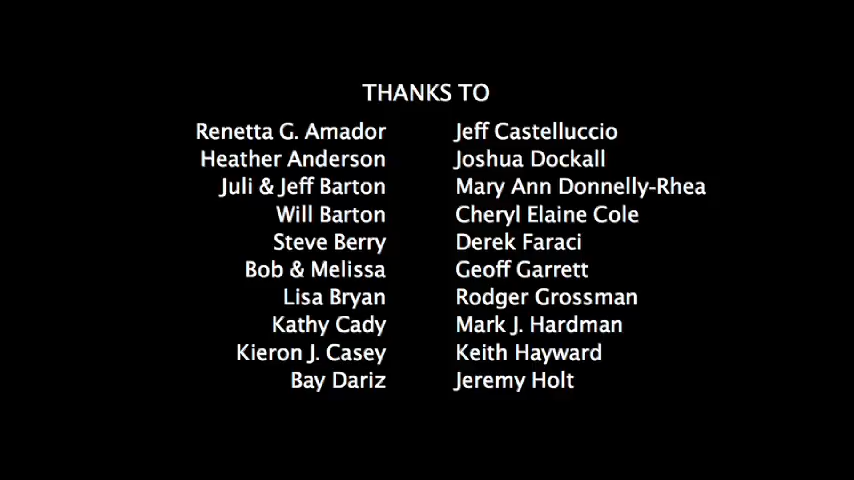 THANKS TO
Renetta G. Amador
Heather Anderson
Juli & Jeff Barton
Will Barton
Steve Berry
Bob & Melissa
Lisa Bryan
Kathy Cady
Kieron J. Casey
Bay Dariz
Jeff Castelluccio
Joshua Dockall
Mary Ann Donnelly-Rhea
Cheryl Elaine Cole
Derek Faraci
Geoff Garrett
Rodger Grossman
Mark J. Hardman
Keith Hayward
Jeremy Holt